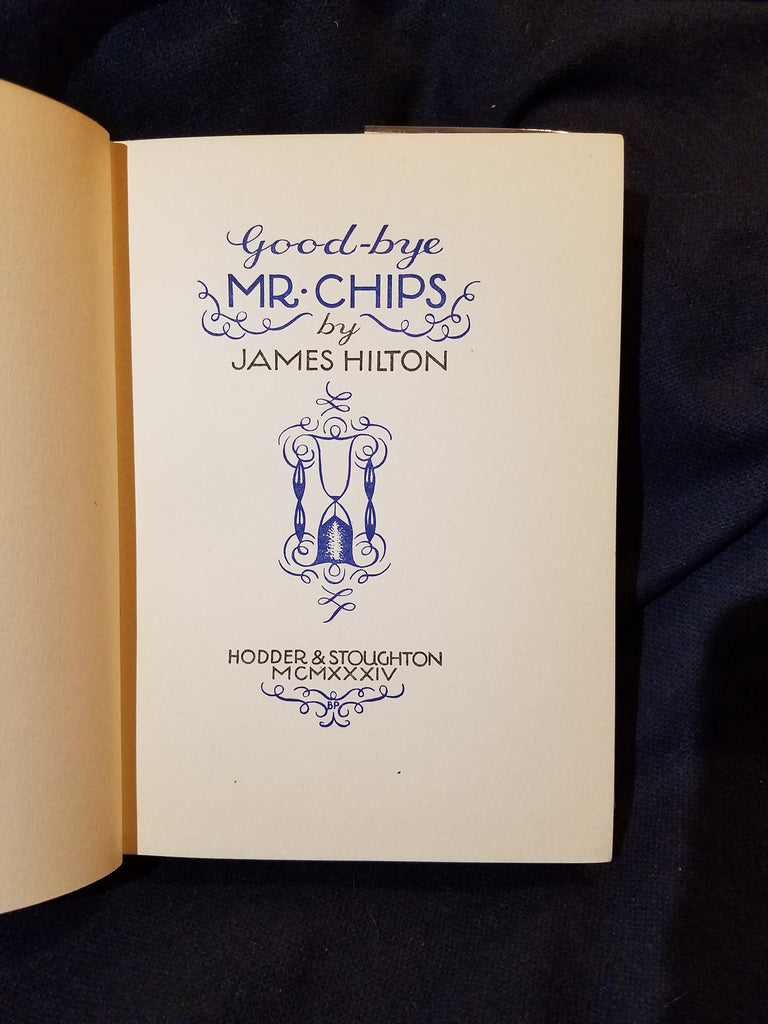 Good-bye
MR·CHIPS
by
JAMES HILTON
HODDER & STOUGHTON
MCMXXXIV
BP